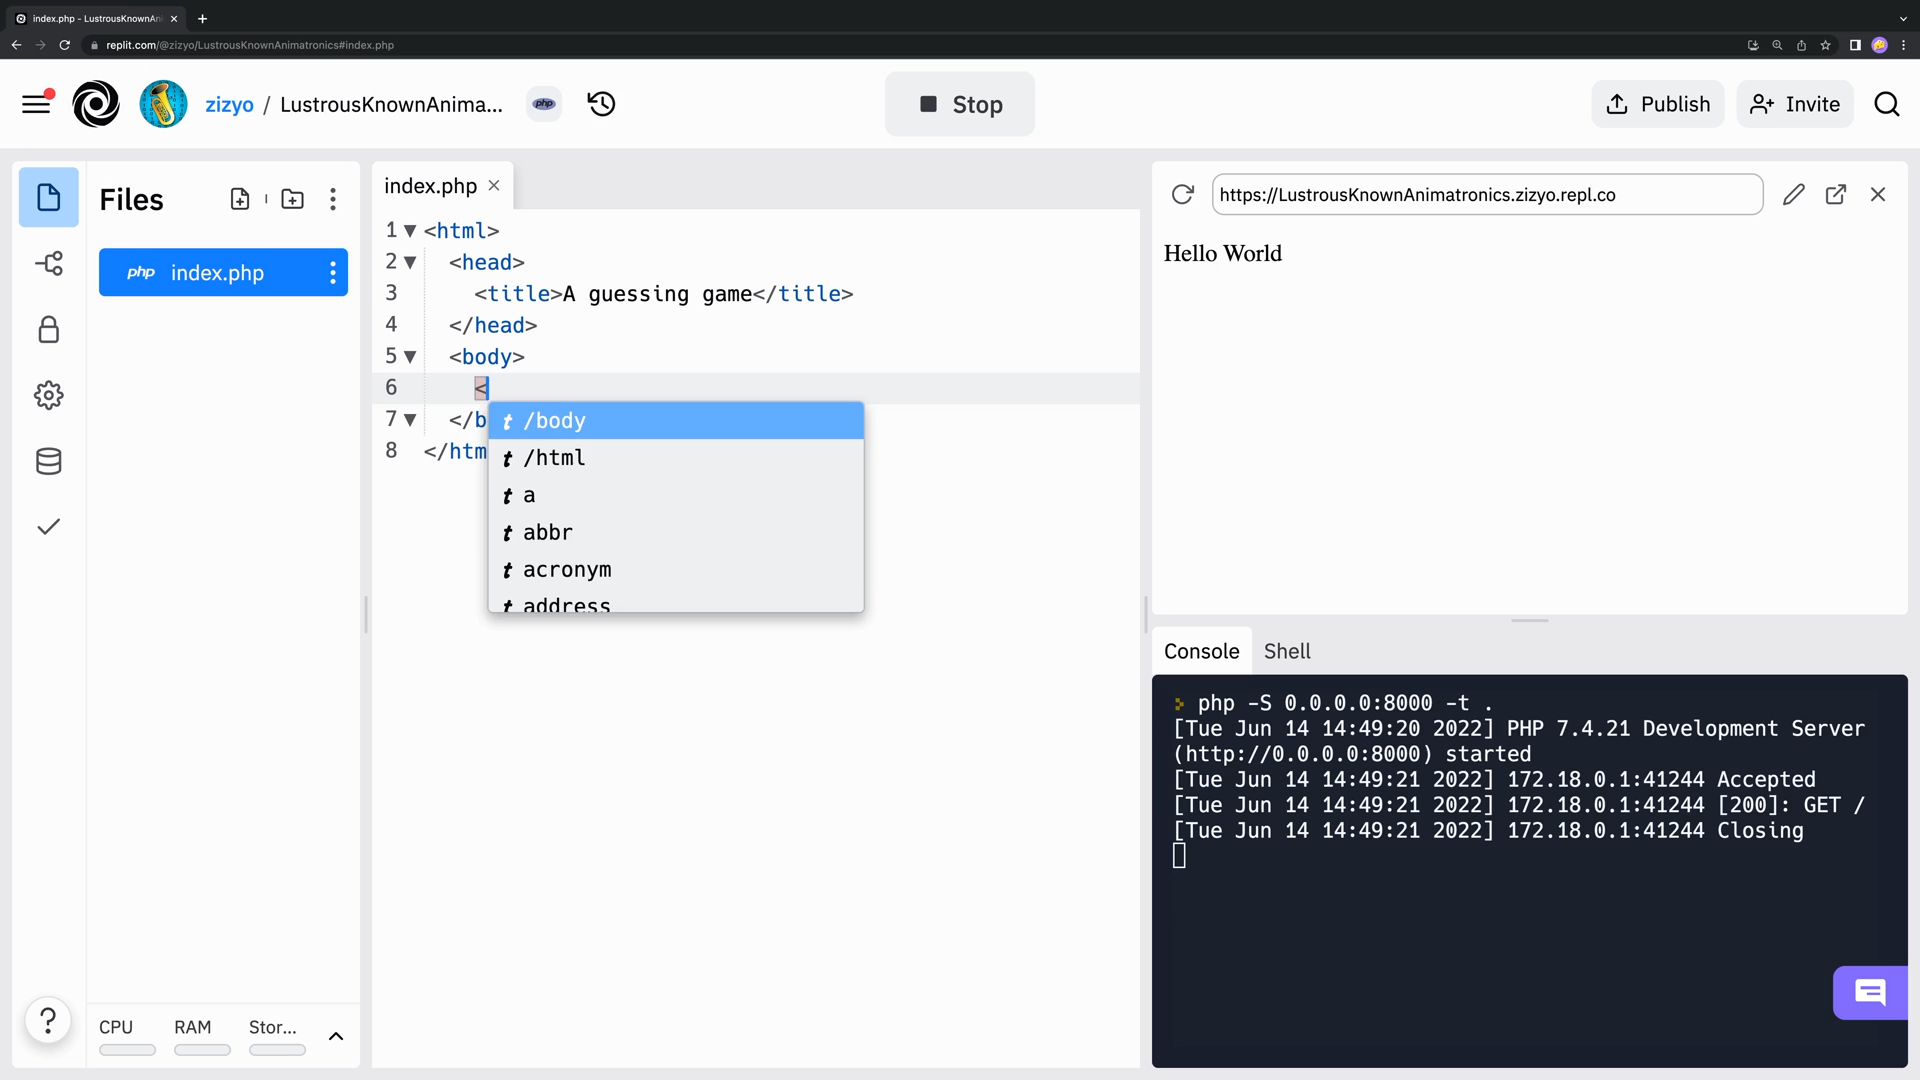 index.php - LustrousKnownAni
replit.com/@zizyo/LustrousKnownAnimatronics#index.php
zizyo / LustrousKnownAnima... php
Stop
Publish
Invite
Files
php index.php
CPU RAM Stor...
?
index.php
1 <html>
2 <head>
3 <title>A guessing game</title>
4 </head>
5 <body>
6 <
7 </b
8 </htm
t /body
t /html
t a
t abbr
t acronym
t address
https://LustrousKnownAnimatronics.zizyo.repl.co
Hello World
Console Shell
php -S 0.0.0.0:8000 -t .
[Tue Jun 14 14:49:20 2022] PHP 7.4.21 Development Server
(http://0.0.0.0:8000) started
[Tue Jun 14 14:49:21 2022] 172.18.0.1:41244 Accepted
[Tue Jun 14 14:49:21 2022] 172.18.0.1:41244 [200]: GET /
[Tue Jun 14 14:49:21 2022] 172.18.0.1:41244 Closing